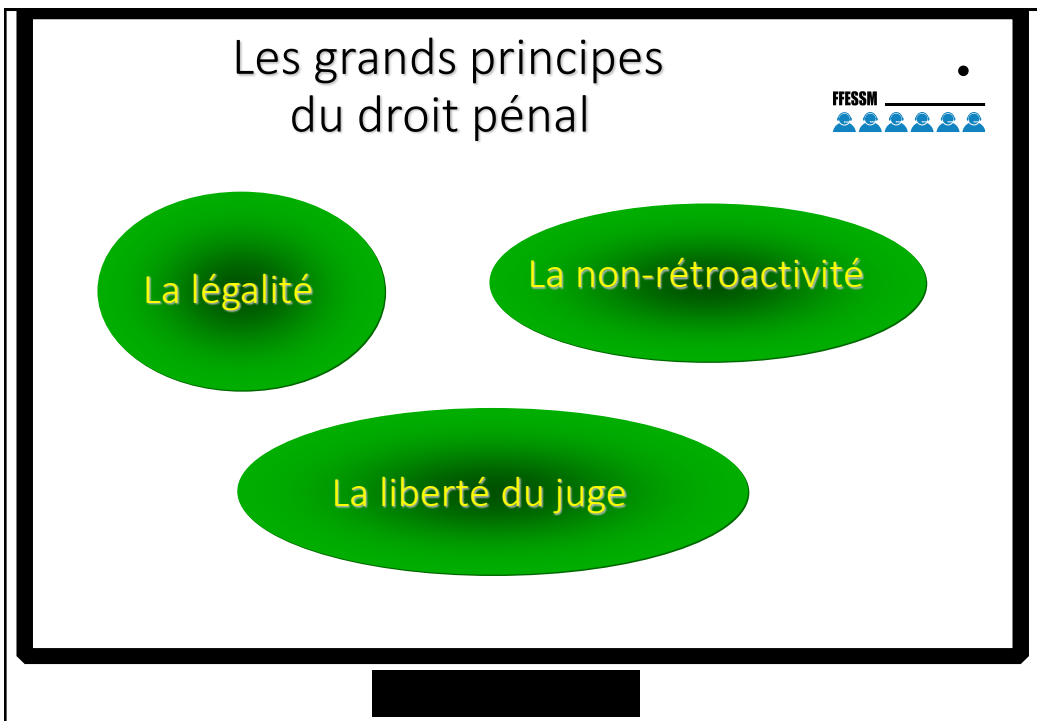 Les grands principes
du droit pénal
FFESSM
La légalité
La non-rétroactivité
La liberté du juge